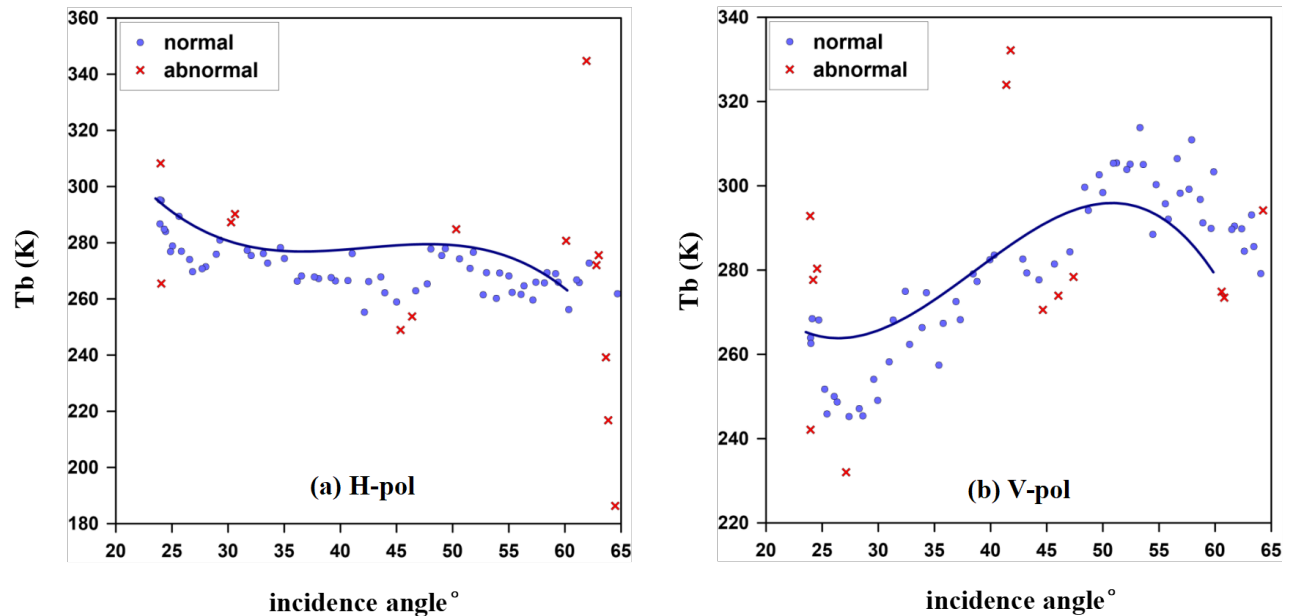 360
340
320
300
280
260
240
220
200
180
Tb (K)
normal
abnormal
(a) H-pol
20 25 30 35 40 45 50 55 60 65
incidence angle°
340
320
300
280
260
240
220
Tb (K)
normal
abnormal
(b) V-pol
20 25 30 35 40 45 50 55 60 65
incidence angle°